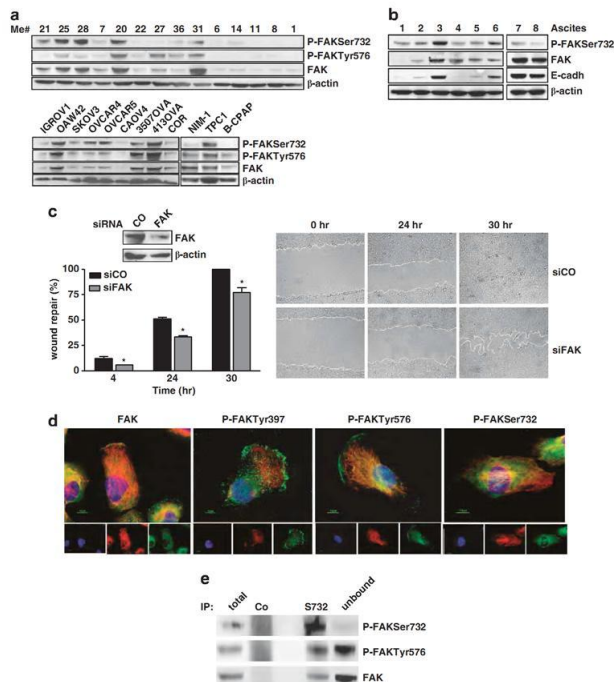 a
Me# 21 25 28 7 20 22 27 36 31 6 14 11 8 1
P-FAKSer732
P-FAKTyr576
FAK
β-actin
IGROV1 OAW42 SKOV3 OVCAR4 OVCAR5 CAOV4 3507OVA 413OVA COR NIM-1 TPC1 B-CPAP
P-FAKSer732
P-FAKTyr576
FAK
β-actin
b
Ascites
1 2 3 4 5 6 7 8
P-FAKSer732
FAK
E-cadh
β-actin
c
siRNA CO FAK
FAK
β-actin
siCO
siFAK
wound repair (%)
100
75
50
25
0
* * *
4 24 30
Time (hr)
0 hr 24 hr 30 hr
siCO
siFAK
d
FAK P-FAKTyr397 P-FAKTyr576 P-FAKSer732
e
IP: total Co S732 unbound
P-FAKSer732
P-FAKTyr576
FAK